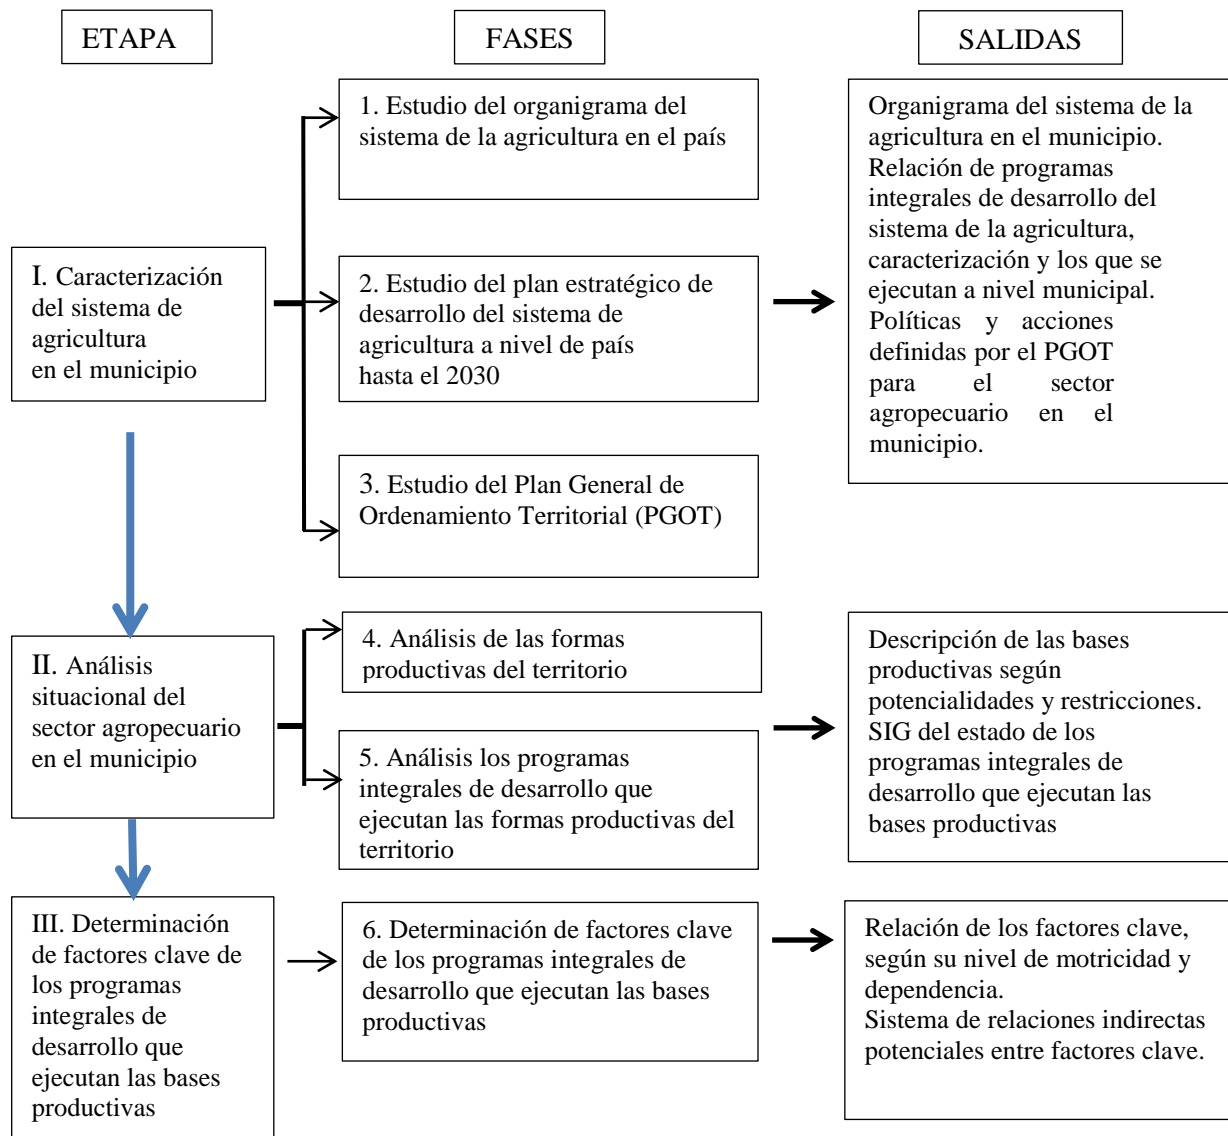 ETAPA
FASES
SALIDAS
I. Caracterización
del sistema de
agricultura
en el municipio
1. Estudio del organigrama del
sistema de la agricultura en el país
2. Estudio del plan estratégico de
desarrollo del sistema de
agricultura a nivel de país
hasta el 2030
3. Estudio del Plan General de
Ordenamiento Territorial (PGOT)
Organigrama del sistema de la
agricultura en el municipio.
Relación de programas
integrales de desarrollo del
sistema de la agricultura,
caracterización y los que se
ejecutan a nivel municipal.
Políticas y acciones
definidas por el PGOT
para el sector
agropecuario en el
municipio.
II. Análisis
situacional del
sector agropecuario
en el municipio
4. Análisis de las formas
productivas del territorio
5. Análisis los programas
integrales de desarrollo que
ejecutan las formas productivas del
territorio
Descripción de las bases
productivas según
potencialidades y restricciones.
SIG del estado de los
programas integrales de
desarrollo que ejecutan las
bases productivas
III. Determinación
de factores clave de
los programas
integrales de
desarrollo que
ejecutan las bases
productivas
6. Determinación de factores clave
de los programas integrales de
desarrollo que ejecutan las bases
productivas
Relación de los factores clave,
según su nivel de motricidad y
dependencia.
Sistema de relaciones indirectas
potenciales entre factores clave.